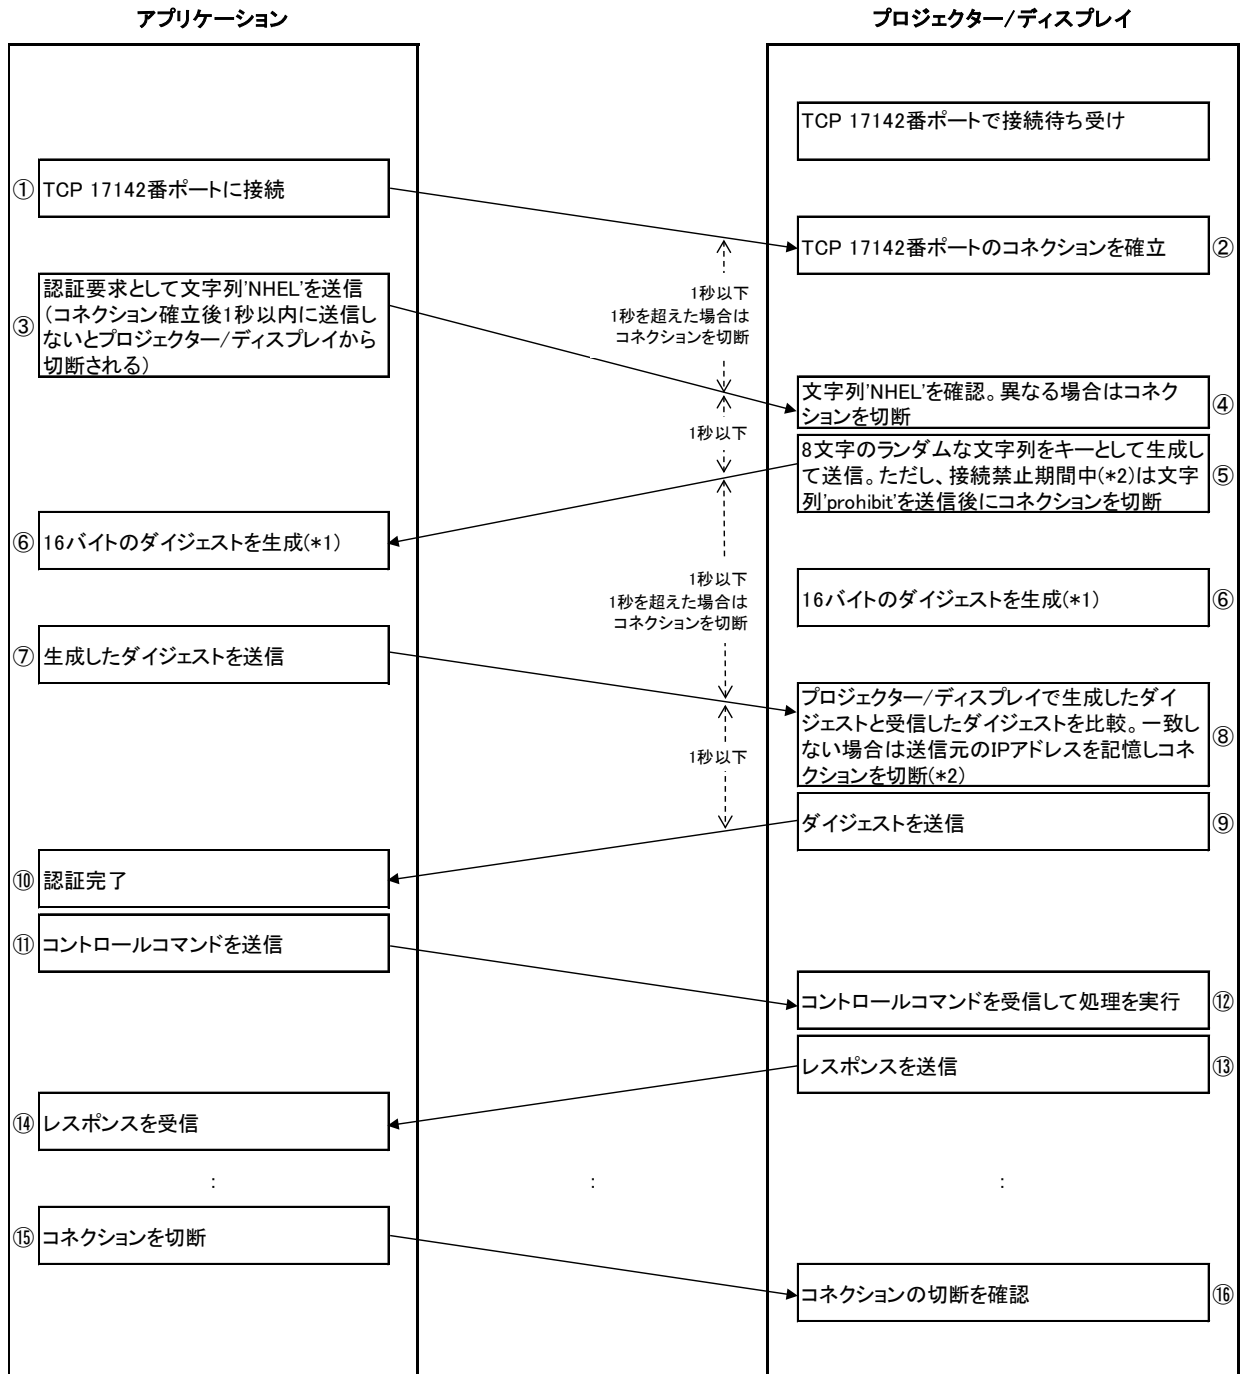 アプリケーション
プロジェクター/ディスプレイ
TCP 17142番ポートで接続待ち受け
① TCP 17142番ポートに接続
TCP 17142番ポートのコネクションを確立 ②
③
認証要求として文字列'NHEL'を送信
（コネクション確立後1秒以内に送信し
ないとプロジェクター/ディスプレイから
切断される）
1秒以下
1秒を超えた場合は
コネクションを切断
文字列'NHEL'を確認。異なる場合はコネク
ションを切断
④
1秒以下
8文字のランダムな文字列をキーとして生成し
て送信。ただし、接続禁止期間中(*2)は文字
列'prohibit'を送信後にコネクションを切断
⑤
⑥ 16バイトのダイジェストを生成(*1)
1秒以下
1秒を超えた場合は
コネクションを切断
16バイトのダイジェストを生成(*1) ⑥
⑦ 生成したダイジェストを送信
プロジェクター/ディスプレイで生成したダイ
ジェストと受信したダイジェストを比較。一致し
ない場合は送信元のIPアドレスを記憶しコネ
クションを切断(*2)
⑧
1秒以下
ダイジェストを送信 ⑨
⑩ 認証完了
⑪ コントロールコマンドを送信
コントロールコマンドを受信して処理を実行 ⑫
レスポンスを送信 ⑬
⑭ レスポンスを受信
: : :
⑮ コネクションを切断
コネクションの切断を確認 ⑯